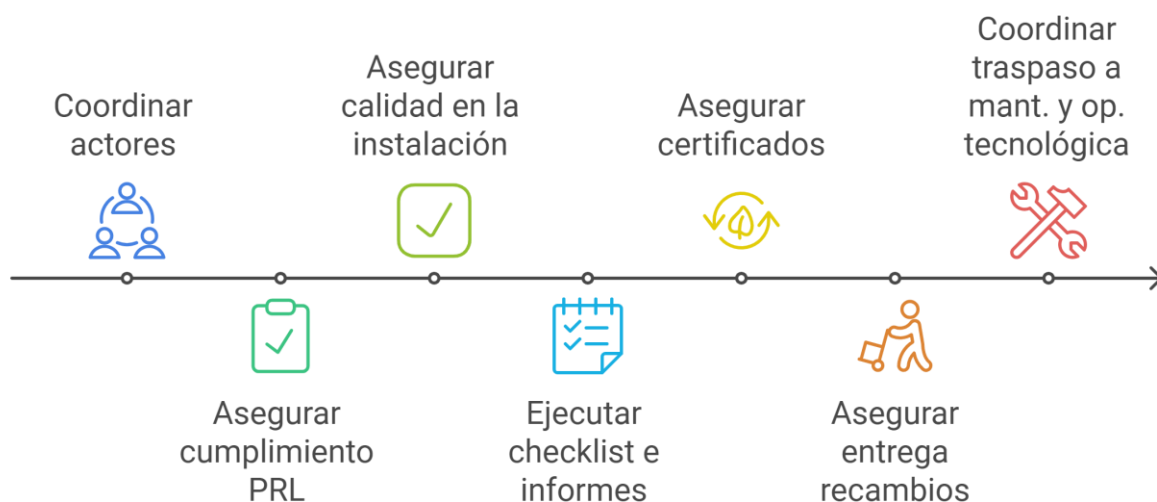 Coordinar
actores
Asegurar
cumplimiento
PRL
Asegurar
calidad en la
instalación
Ejecutar
checklist e
informes
Asegurar
certificados
Asegurar
entrega
recambios
Coordinar
traspaso a
mant. y op.
tecnológica